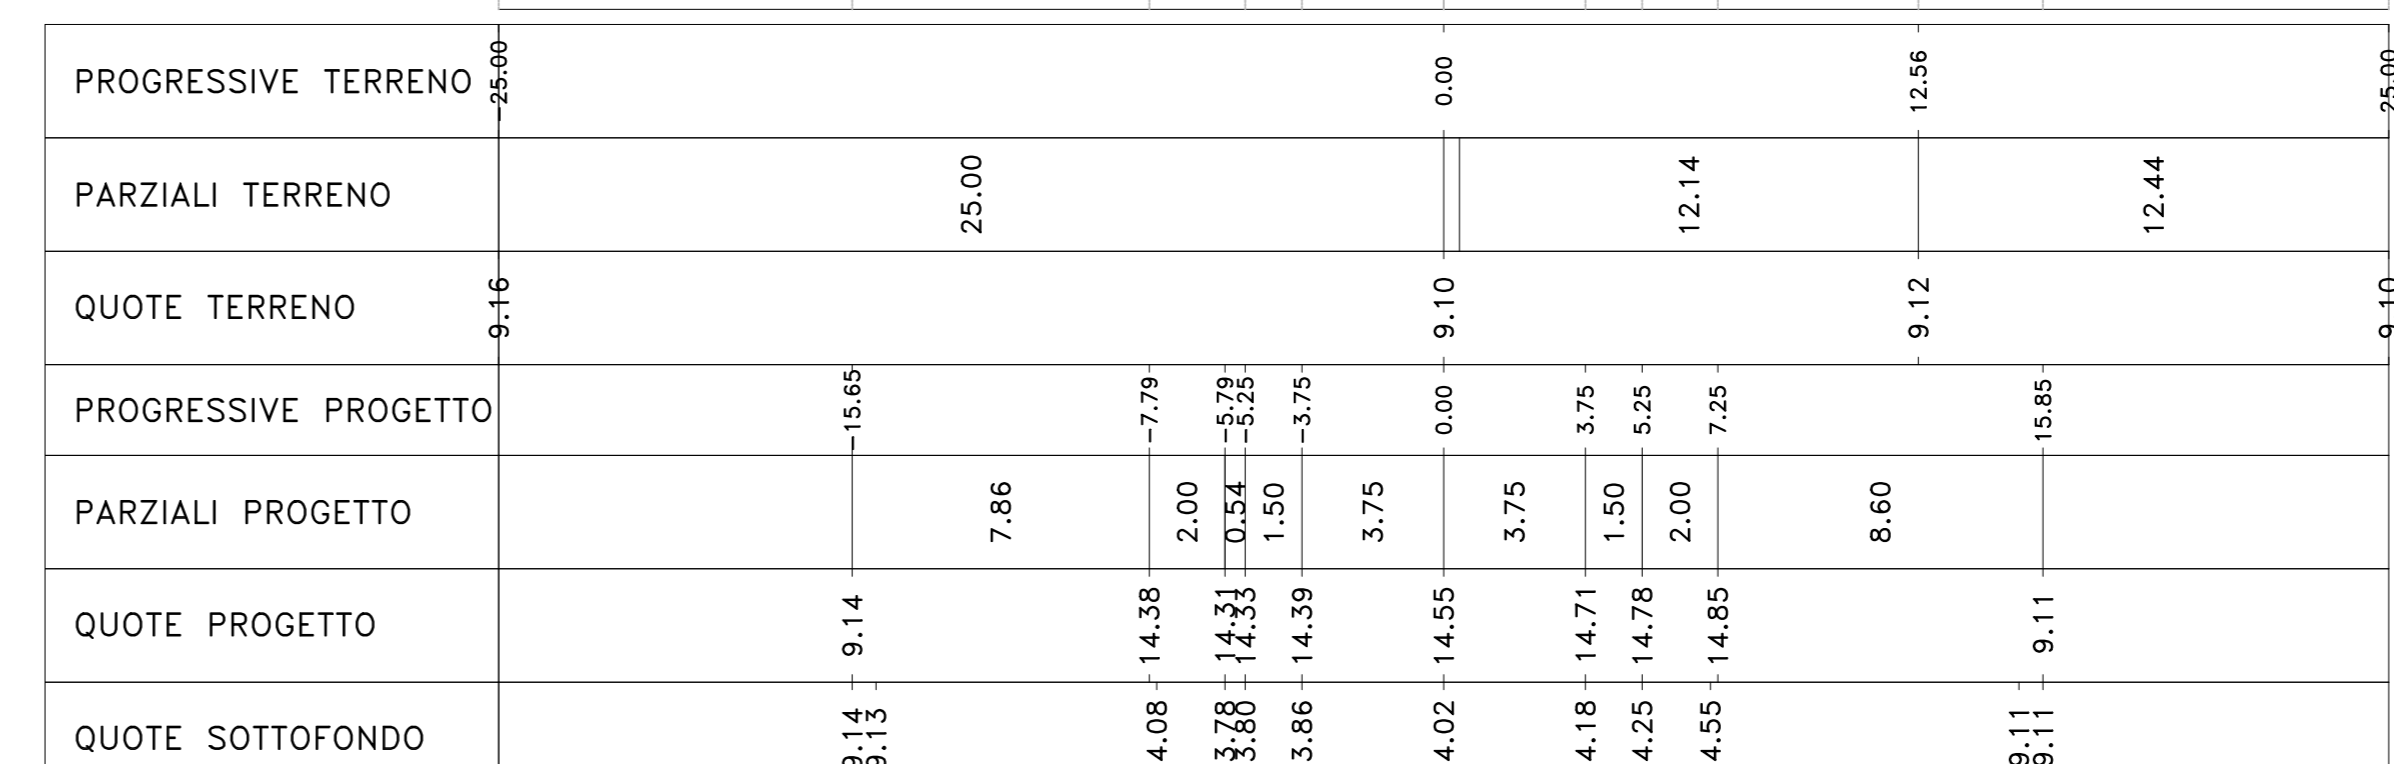 PROGRESSIVE TERRENO -25.00 0.00 12.56 25.00
PARZIALI TERRENO 25.00 12.14 12.44
QUOTE TERRENO 9.16 9.10 9.12 9.10
PROGRESSIVE PROGETTO -15.65 -7.79 -5.79 -5.25 -3.75 0.00 3.75 5.25 7.25 15.85
PARZIALI PROGETTO 7.86 2.00 0.54 1.50 3.75 3.75 1.50 2.00 8.60
QUOTE PROGETTO 9.14 14.38 14.31 14.33 14.39 14.55 14.71 14.78 14.85 9.11
QUOTE SOTTOFONDO 9.14 9.13 4.08 3.78 3.80 3.86 4.02 4.18 4.25 4.55 9.11 9.11